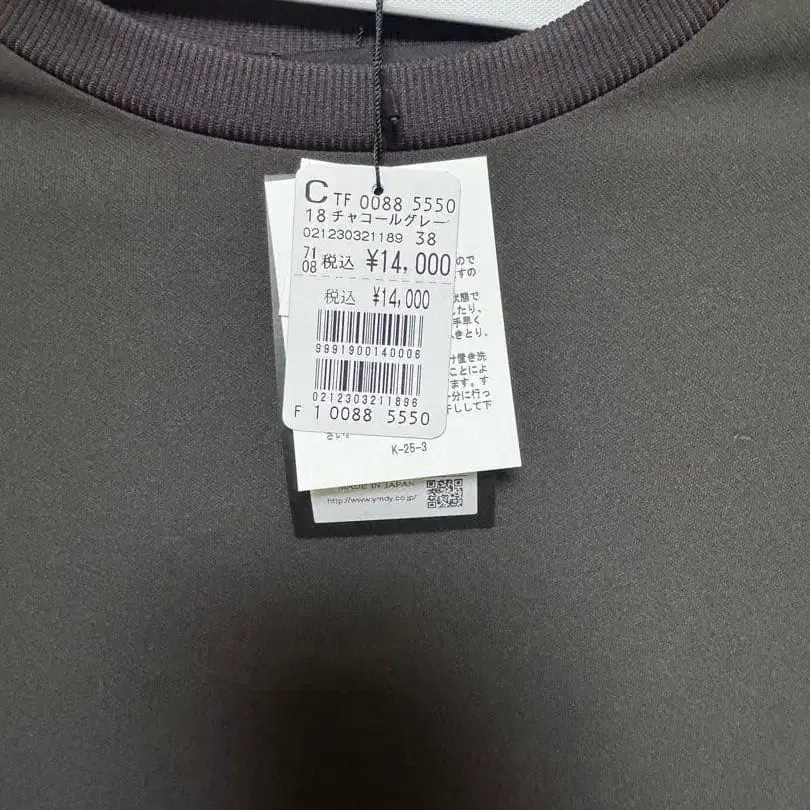 C TF 0088 5550
18 チャコールグレー
021230321189 38
71
08 税込 ¥14,000
税込 ¥14,000
9991900140006
0212303211896
F 1 0088 5550
ので
すの
状態で
したり、
手早く
きとり、
け置き洗
ことによ
ます。す
十分に行っ
干しして下
さい。
K-25-3
MADE IN JAPAN
http://www.ymdy.co.jp/